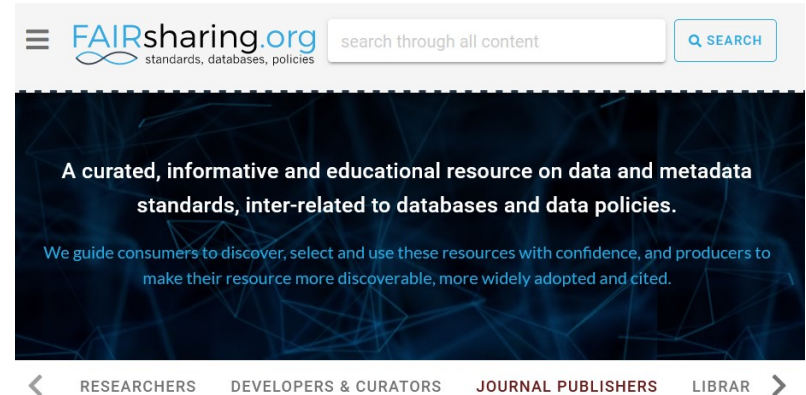 FAIRsharing.org
standards, databases, policies
search through all content
SEARCH
A curated, informative and educational resource on data and metadata
standards, inter-related to databases and data policies.
We guide consumers to discover, select and use these resources with confidence, and producers to
make their resource more discoverable, more widely adopted and cited.
RESEARCHERS DEVELOPERS & CURATORS JOURNAL PUBLISHERS LIBRAR